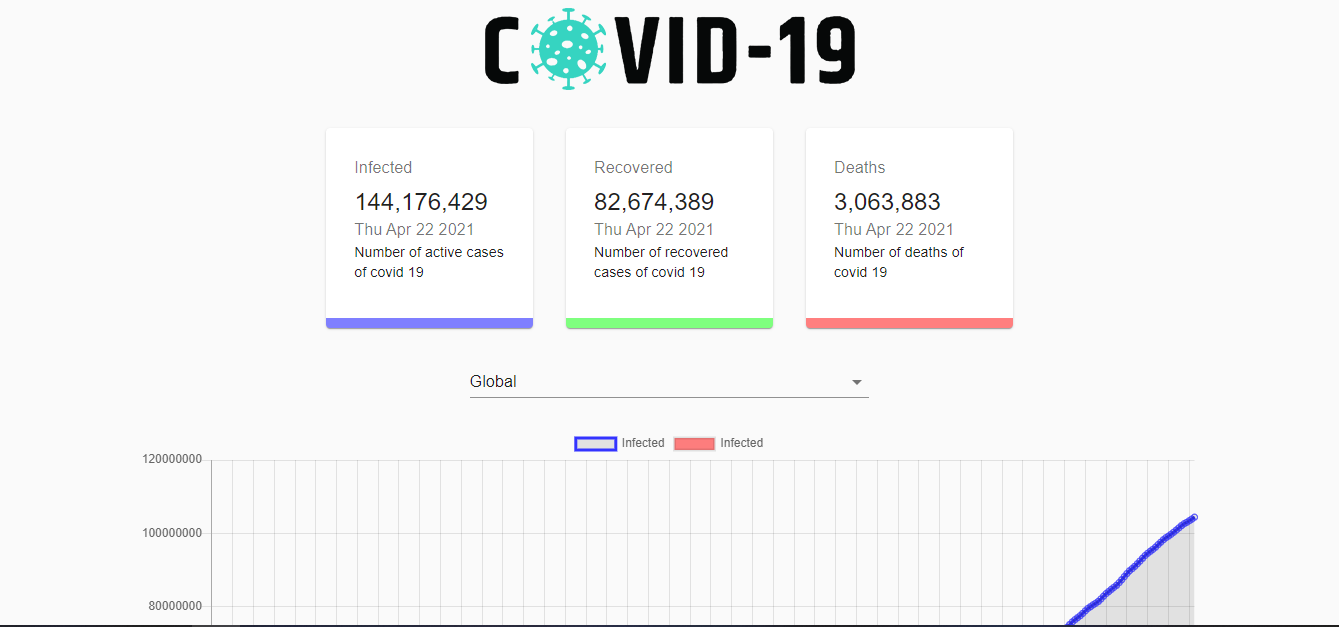 COVID-19
Infected
144,176,429
Thu Apr 22 2021
Number of active cases
of covid 19
Recovered
82,674,389
Thu Apr 22 2021
Number of recovered
cases of covid 19
Deaths
3,063,883
Thu Apr 22 2021
Number of deaths of
covid 19
Global
Infected Infected
120000000
100000000
80000000